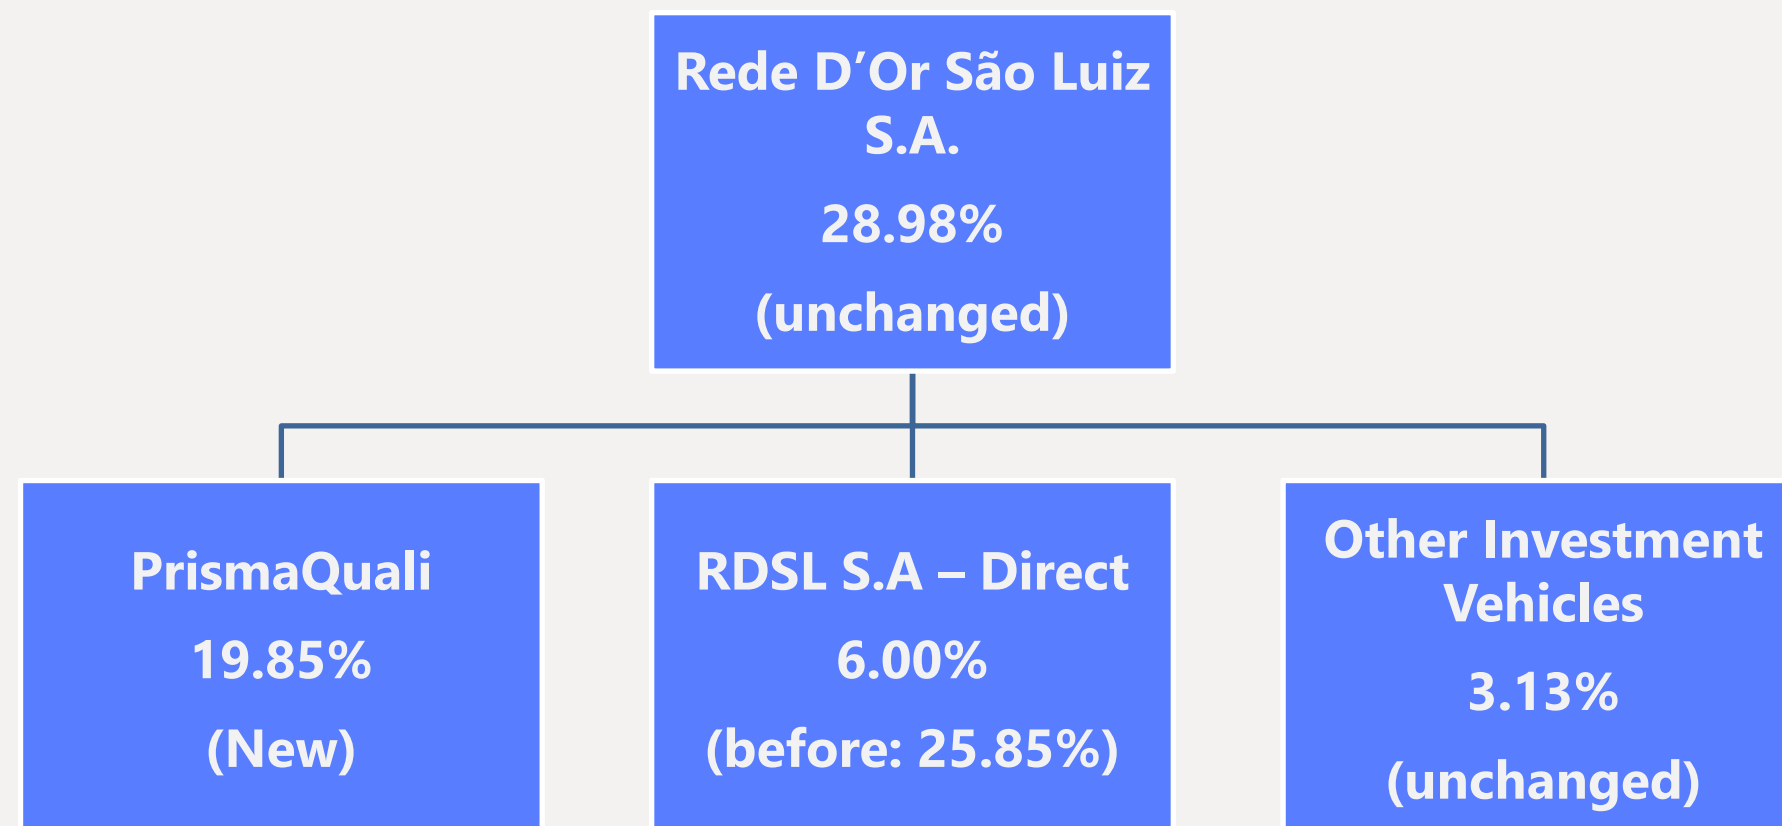 Rede D’Or São Luiz
S.A.
28.98%
(unchanged)
PrismaQuali
19.85%
(New)
RDSL S.A – Direct
6.00%
(before: 25.85%)
Other Investment
Vehicles
3.13%
(unchanged)